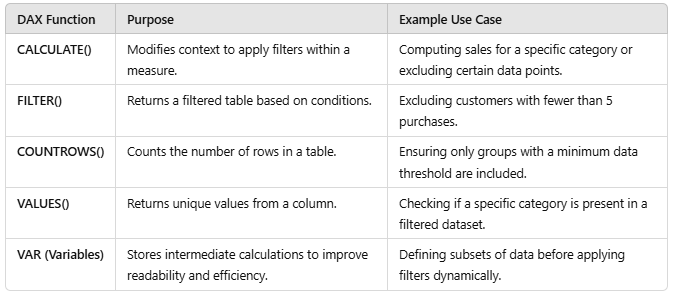 DAX Function Purpose Example Use Case
CALCULATE() Modifies context to apply filters within a Computing sales for a specific category or
measure. excluding certain data points.
FILTER() Returns a filtered table based on conditions. Excluding customers with fewer than 5
purchases.
COUNTROWS() Counts the number of rows in a table. Ensuring only groups with a minimum data
threshold are included.
VALUES() Returns unique values from a column. Checking if a specific category is present in a
filtered dataset.
VAR (Variables) Stores intermediate calculations to improve Defining subsets of data before applying
readability and efficiency. filters dynamically.